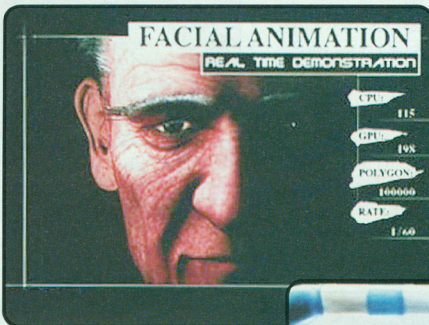 FACIAL ANIMATION
REAL TIME DEMONSTRATION
CPU:
115
GPU:
198
POLYGON:
100000
RATE:
1/60